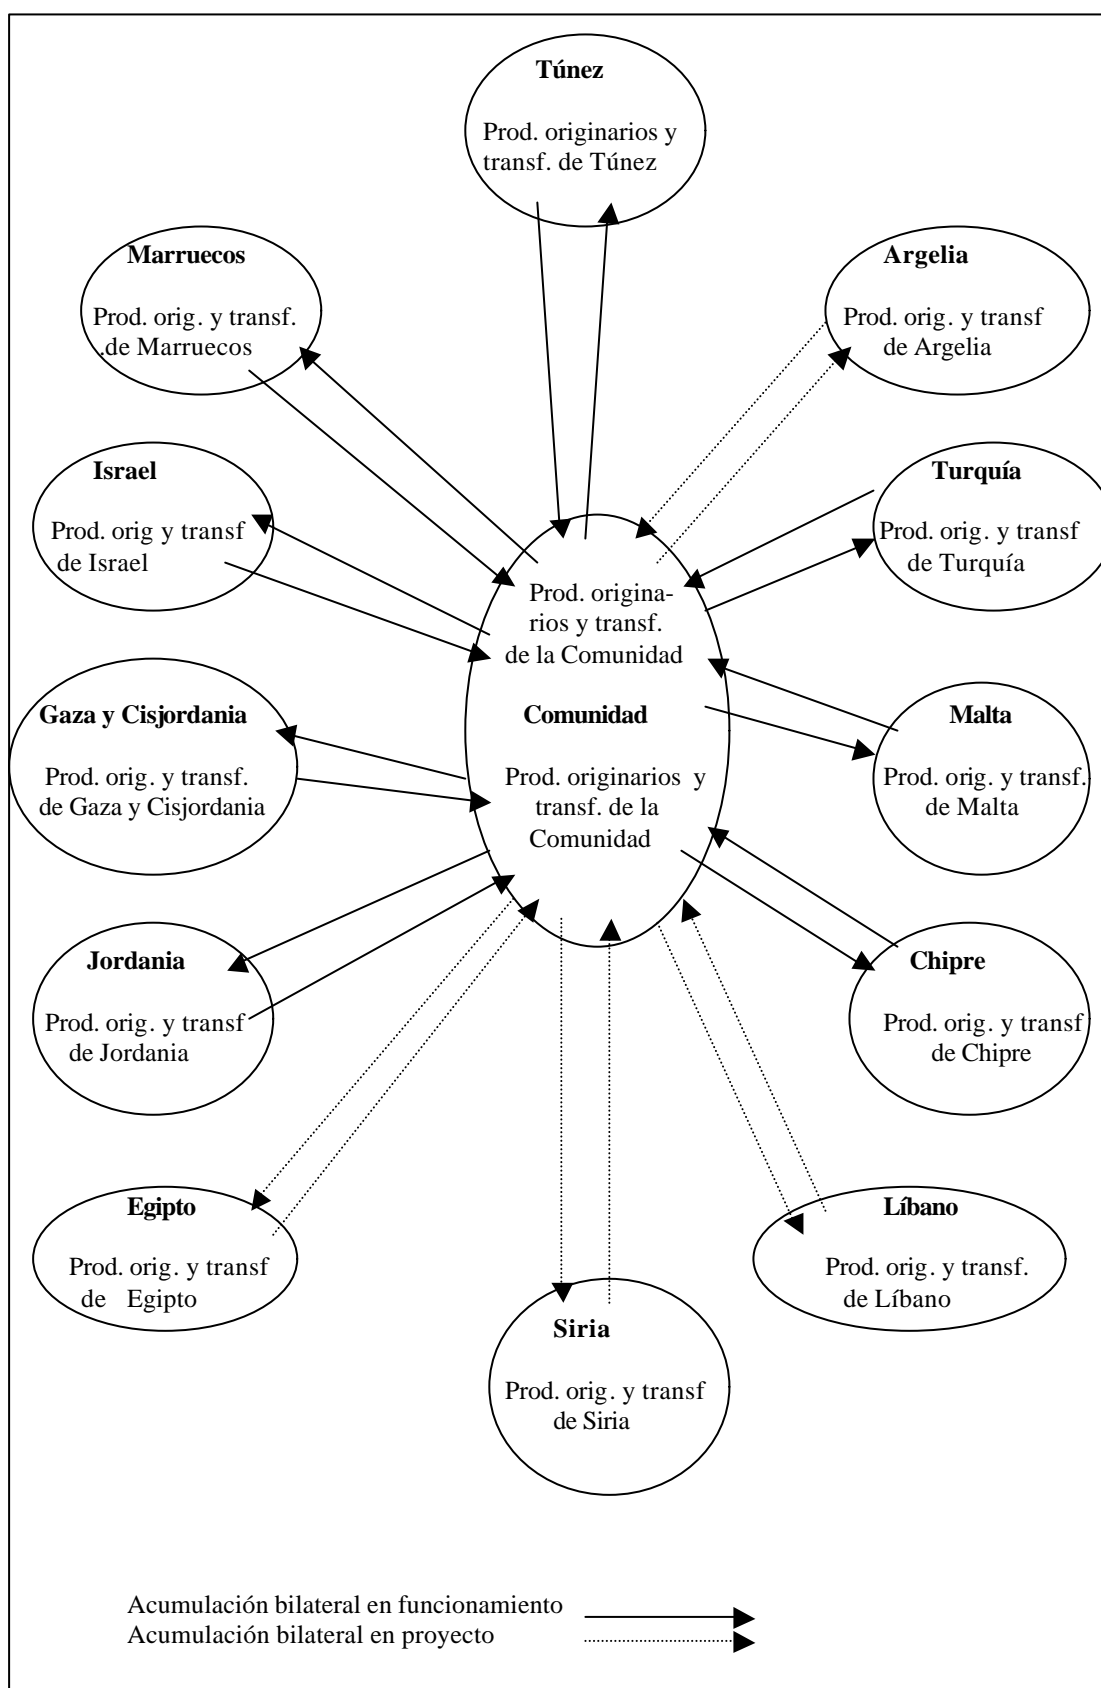 Túnez
Prod. originarios y
transf. de Túnez
Marruecos
Prod. orig. y transf.
.de Marruecos
Argelia
Prod. orig. y transf
de Argelia
Israel
Prod. orig y transf
de Israel
Turquía
Prod. orig. y transf
de Turquía
Prod. origina-
rios y transf.
de la Comunidad
Comunidad
Prod. originarios y
transf. de la
Comunidad
Gaza y Cisjordania
Prod. orig. y transf.
de Gaza y Cisjordania
Malta
Prod. orig. y transf.
de Malta
Jordania
Prod. orig. y transf
de Jordania
Chipre
Prod. orig. y transf
de Chipre
Egipto
Prod. orig. y transf
de Egipto
Líbano
Prod. orig. y transf.
de Líbano
Siria
Prod. orig. y transf
de Siria
Acumulación bilateral en funcionamiento
Acumulación bilateral en proyecto